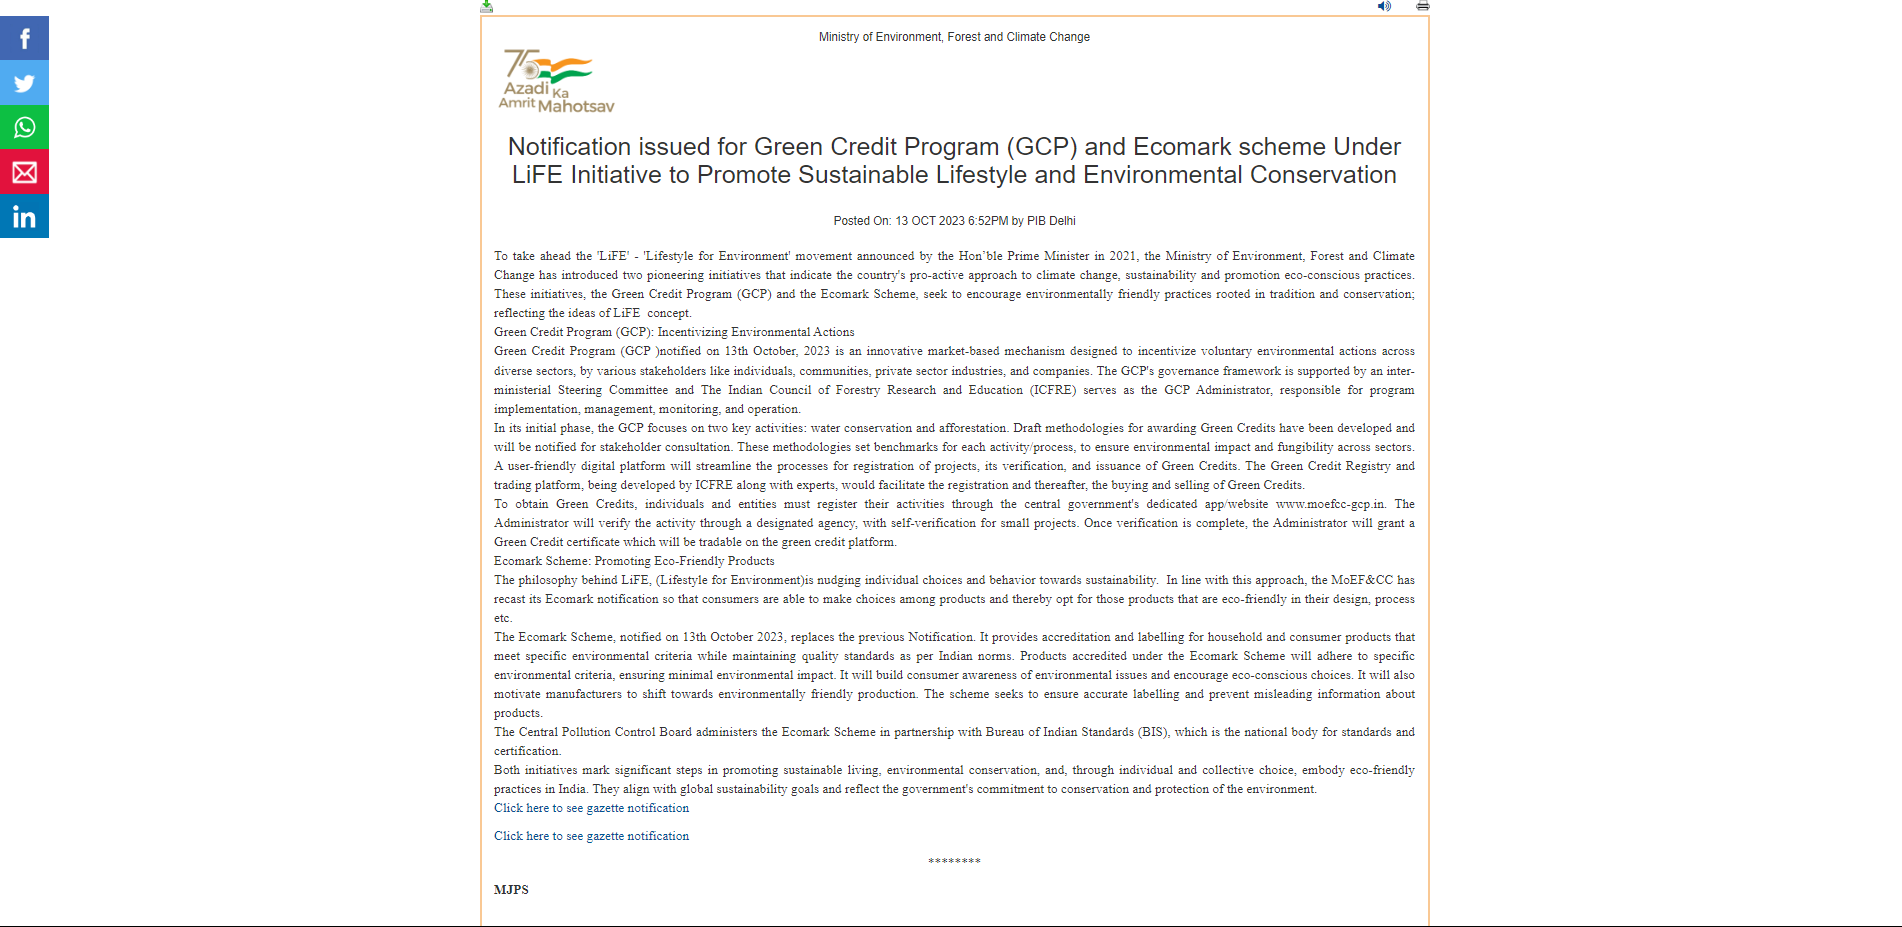 Ministry of Environment, Forest and Climate Change
75
Azadi Ka
Amrit Mahotsav
Notification issued for Green Credit Program (GCP) and Ecomark scheme Under
LiFE Initiative to Promote Sustainable Lifestyle and Environmental Conservation
Posted On: 13 OCT 2023 6:52PM by PIB Delhi
To take ahead the 'LiFE' - 'Lifestyle for Environment' movement announced by the Hon’ble Prime Minister in 2021, the Ministry of Environment, Forest and Climate
Change has introduced two pioneering initiatives that indicate the country's pro-active approach to climate change, sustainability and promotion eco-conscious practices.
These initiatives, the Green Credit Program (GCP) and the Ecomark Scheme, seek to encourage environmentally friendly practices rooted in tradition and conservation;
reflecting the ideas of LiFE  concept.
Green Credit Program (GCP): Incentivizing Environmental Actions
Green Credit Program (GCP )notified on 13th October, 2023 is an innovative market-based mechanism designed to incentivize voluntary environmental actions across
diverse sectors, by various stakeholders like individuals, communities, private sector industries, and companies. The GCP's governance framework is supported by an inter-
ministerial Steering Committee and The Indian Council of Forestry Research and Education (ICFRE) serves as the GCP Administrator, responsible for program
implementation, management, monitoring, and operation.
In its initial phase, the GCP focuses on two key activities: water conservation and afforestation. Draft methodologies for awarding Green Credits have been developed and
will be notified for stakeholder consultation. These methodologies set benchmarks for each activity/process, to ensure environmental impact and fungibility across sectors.
A user-friendly digital platform will streamline the processes for registration of projects, its verification, and issuance of Green Credits. The Green Credit Registry and
trading platform, being developed by ICFRE along with experts, would facilitate the registration and thereafter, the buying and selling of Green Credits.
To obtain Green Credits, individuals and entities must register their activities through the central government's dedicated app/website www.moefcc-gcp.in. The
Administrator will verify the activity through a designated agency, with self-verification for small projects. Once verification is complete, the Administrator will grant a
Green Credit certificate which will be tradable on the green credit platform.
Ecomark Scheme: Promoting Eco-Friendly Products
The philosophy behind LiFE, (Lifestyle for Environment)is nudging individual choices and behavior towards sustainability.  In line with this approach, the MoEF&CC has
recast its Ecomark notification so that consumers are able to make choices among products and thereby opt for those products that are eco-friendly in their design, process
etc.
The Ecomark Scheme, notified on 13th October 2023, replaces the previous Notification. It provides accreditation and labelling for household and consumer products that
meet specific environmental criteria while maintaining quality standards as per Indian norms. Products accredited under the Ecomark Scheme will adhere to specific
environmental criteria, ensuring minimal environmental impact. It will build consumer awareness of environmental issues and encourage eco-conscious choices. It will also
motivate manufacturers to shift towards environmentally friendly production. The scheme seeks to ensure accurate labelling and prevent misleading information about
products.
The Central Pollution Control Board administers the Ecomark Scheme in partnership with Bureau of Indian Standards (BIS), which is the national body for standards and
certification.
Both initiatives mark significant steps in promoting sustainable living, environmental conservation, and, through individual and collective choice, embody eco-friendly
practices in India. They align with global sustainability goals and reflect the government's commitment to conservation and protection of the environment.
Click here to see gazette notification
Click here to see gazette notification
********
MJPS